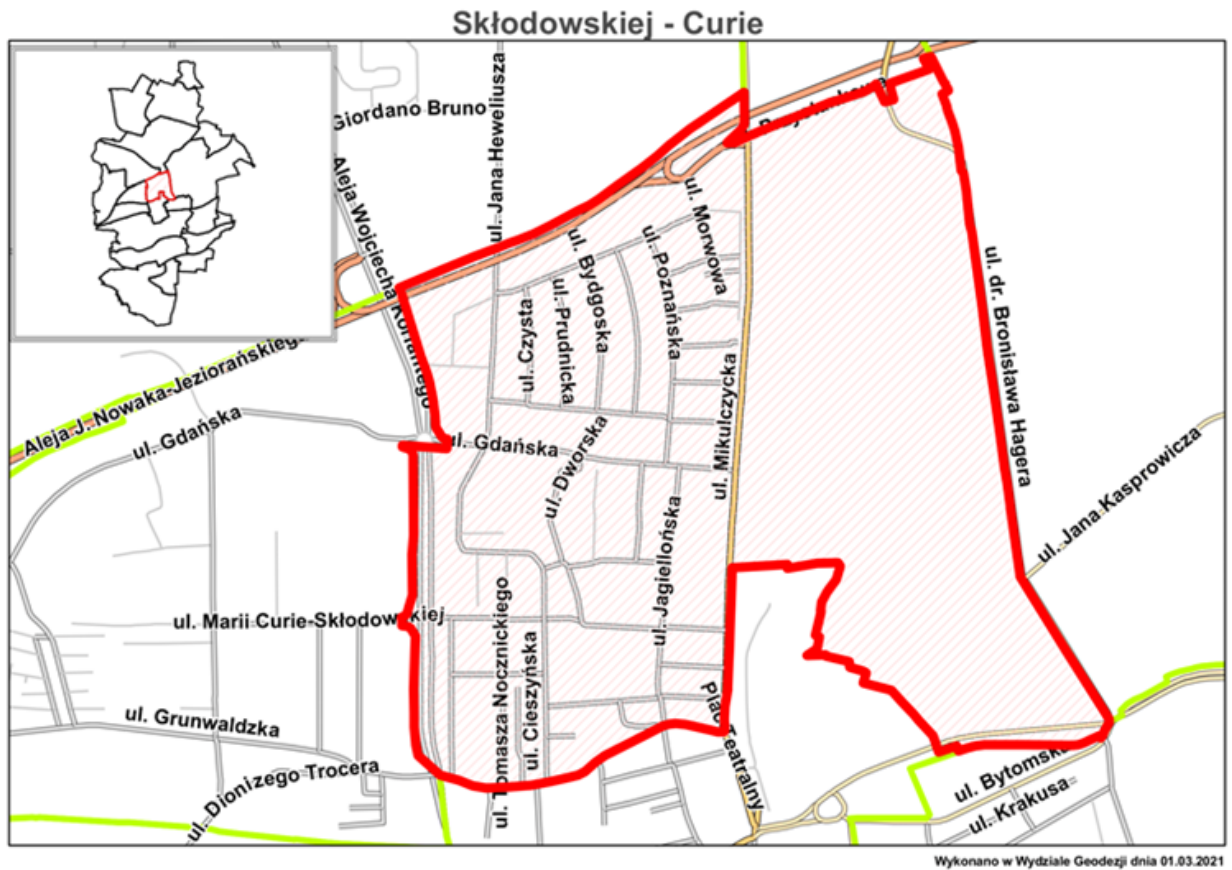 Skłodowskiej - Curie
Giordano Bruno
ul. Jana Heweliusza
Aleja Wojciecha Korfantego
ul. Morwowa
ul. Bydgoska
ul. Poznańska
ul. Czysta
ul. Prudnicka
ul. dr. Bronisława Hagera
Aleja J. Nowaka-Jeziorańskiego
ul. Gdańska
ul. Gdańska
ul. Dworska
ul. Mikulczycka
ul. Jana Kasprowicza
ul. Jagiellońska
ul. Marii Curie-Skłodowskiej
ul. Tomasza Nocznickiego
ul. Cieszyńska
ul. Grunwaldzka
Plac Teatralny
ul. Dionizego Trocera
ul. Bytomska
ul. Krakusa
Wykonano w Wydziale Geodezji dnia 01.03.2021